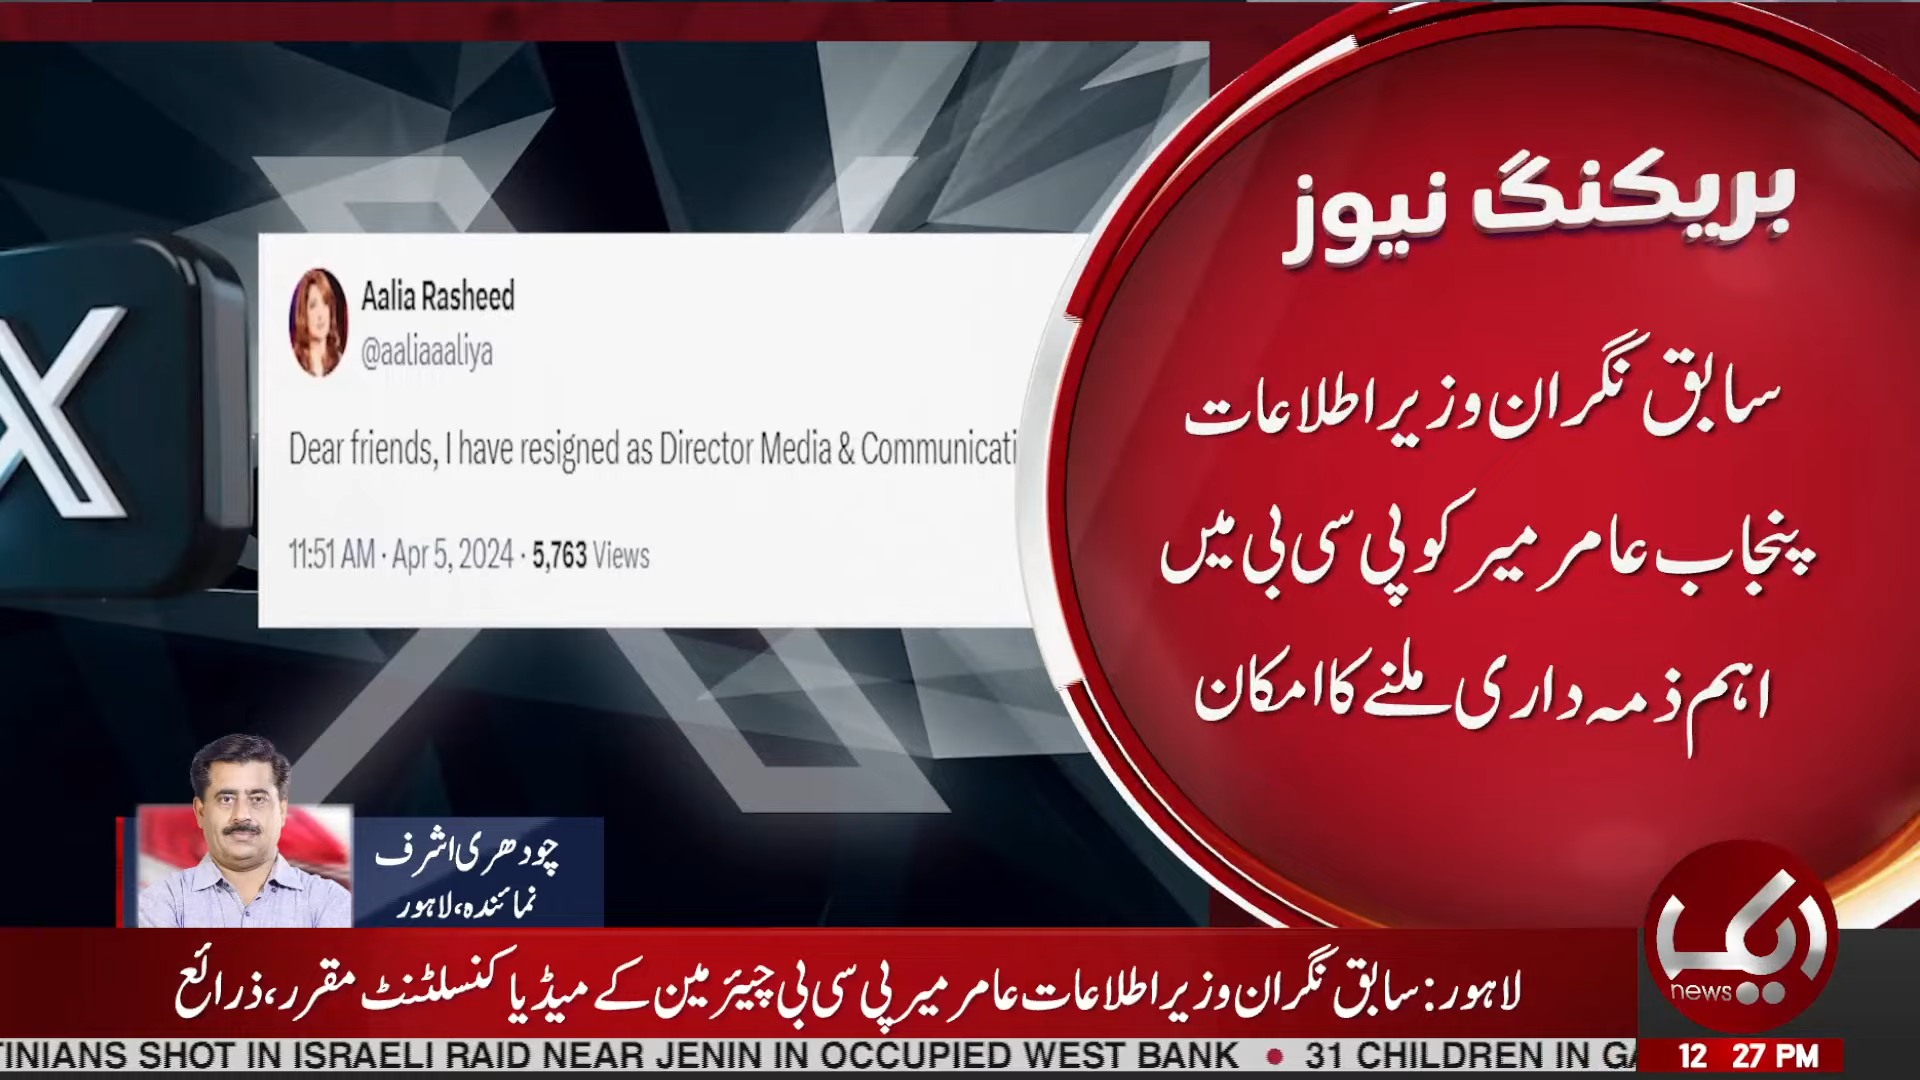 بریکنگ نیوز
سابق نگران وزیر اطلاعات
پنجاب عامر میر کو پی سی بی میں
اہم ذمہ داری ملنے کا امکان
Aalia Rasheed
@aaliaaaliya
Dear friends, I have resigned as Director Media & Communicati
11:51 AM · Apr 5, 2024 · 5,763 Views
چودھری اشرف
نمائندہ، لاہور
لاہور: سابق نگران وزیر اطلاعات عامر میر پی سی بی چیئرمین کے میڈیا کنسلٹنٹ مقرر، ذرائع
ایک
news
TINIANS SHOT IN ISRAELI RAID NEAR JENIN IN OCCUPIED WEST BANK • 31 CHILDREN IN GA
12 27 PM